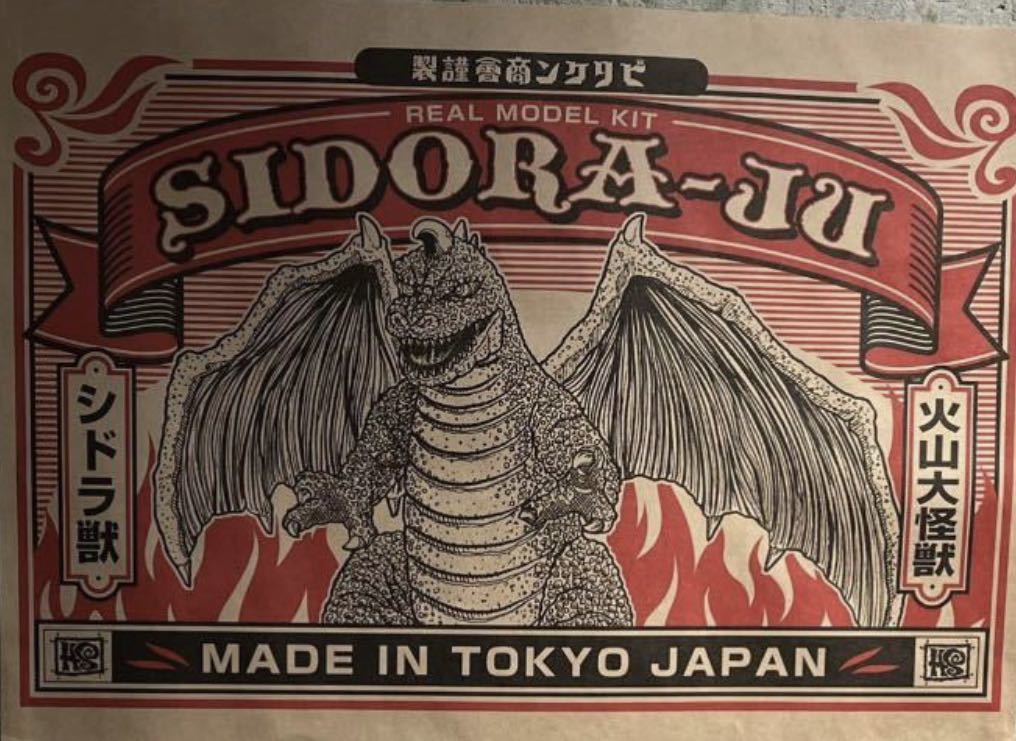 ビリケン商會謹製
REAL MODEL KIT
SIDORA-JU
シドラ獣
火山大怪獣
MADE IN TOKYO JAPAN